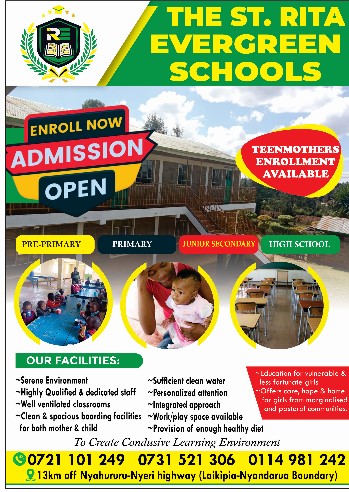 RE
THE ST. RITA
EVERGREEN
SCHOOLS
ENROLL NOW
ADMISSION
OPEN
TEENMOTHERS
ENROLLMENT
AVAILABLE
PRE-PRIMARY
PRIMARY
JUNIOR SECONDARY
HIGH SCHOOL
OUR FACILITIES:
~Serene Environment
~Highly Qualified & dedicated staff
~Well ventilated classrooms
~Clean & spacious boarding facilities
for both mother & child
~Sufficient clean water
~Personalized attention
~Integrated approach
~Work/play space available
~Provision of enough healthy diet
~Education for vulnerable &
less fortunate girls
~Offers care, hope & home
for girls from marginalised
and pastoral communities.
To Create Condusive Learning Environment
0721 101 249 0731 521 306 0114 981 242
13km off Nyahururu-Nyeri highway (Laikipia-Nyandarua Boundary)